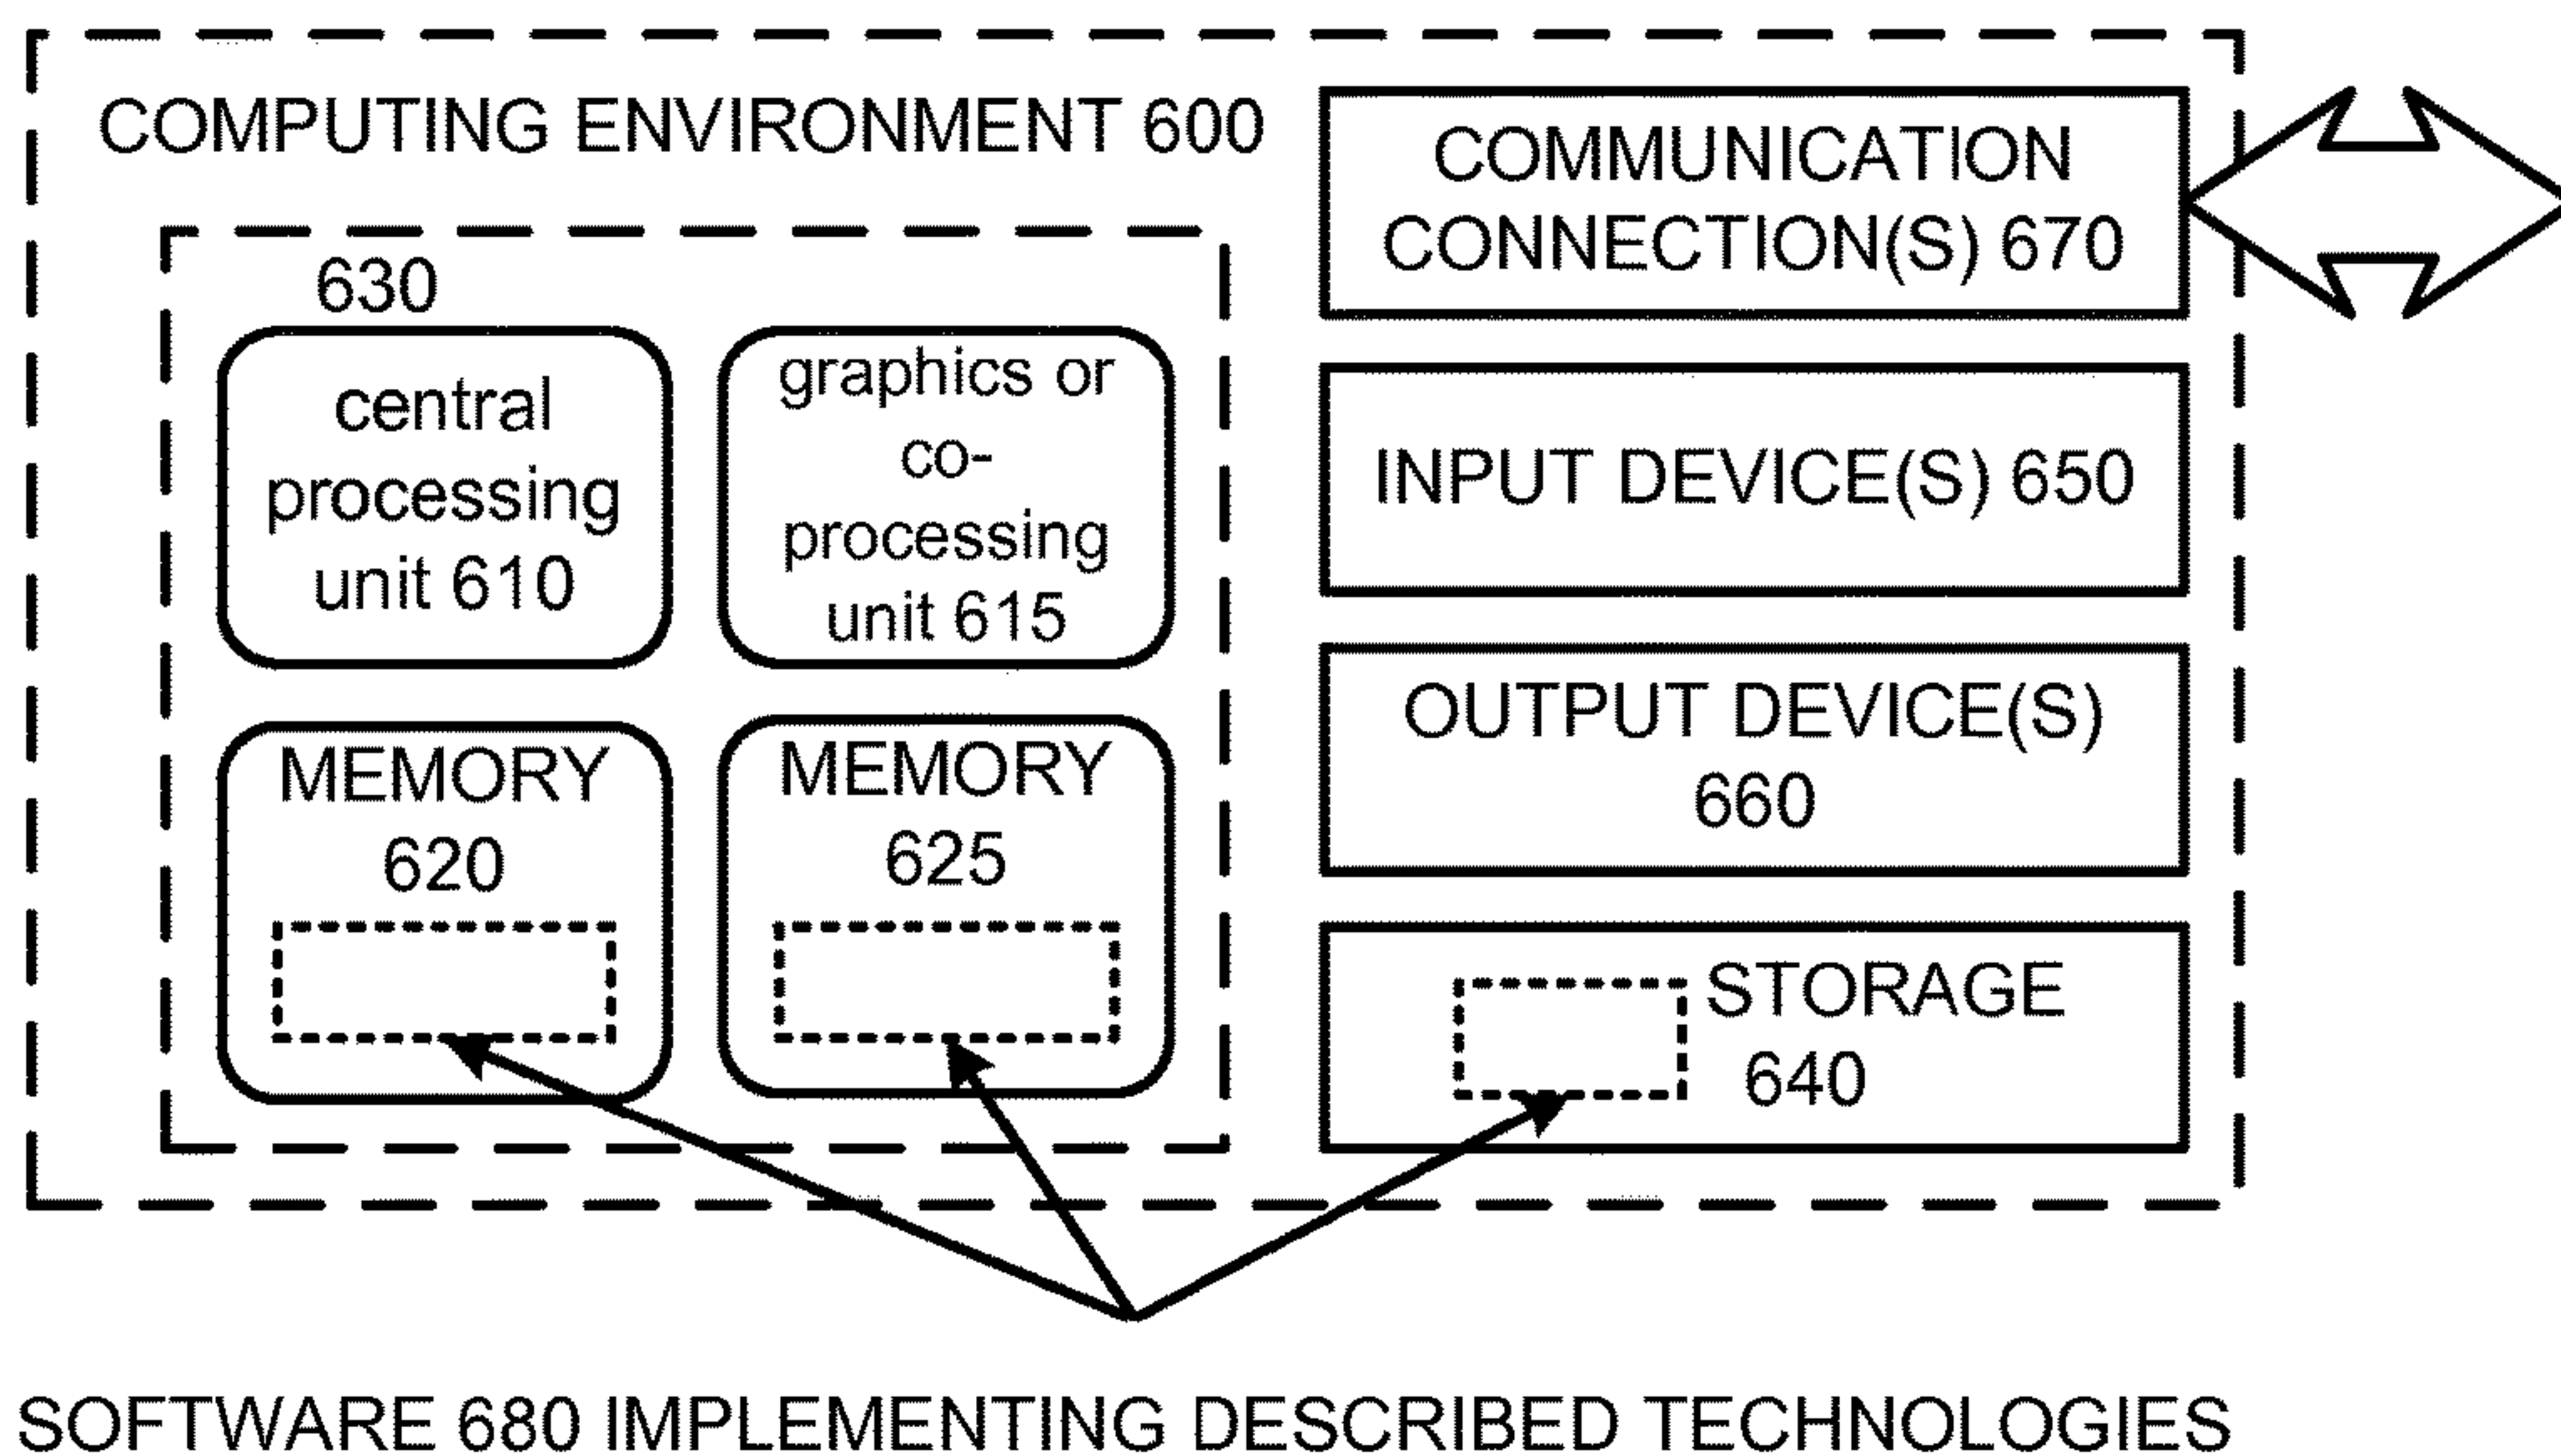 COMPUTING ENVIRONMENT 600
630
central
processing
unit 610
graphics or
co-
processing
unit 615
MEMORY
620
MEMORY
625
COMMUNICATION
CONNECTION(S) 670
INPUT DEVICE(S) 650
OUTPUT DEVICE(S)
660
STORAGE
640
SOFTWARE 680 IMPLEMENTING DESCRIBED TECHNOLOGIES